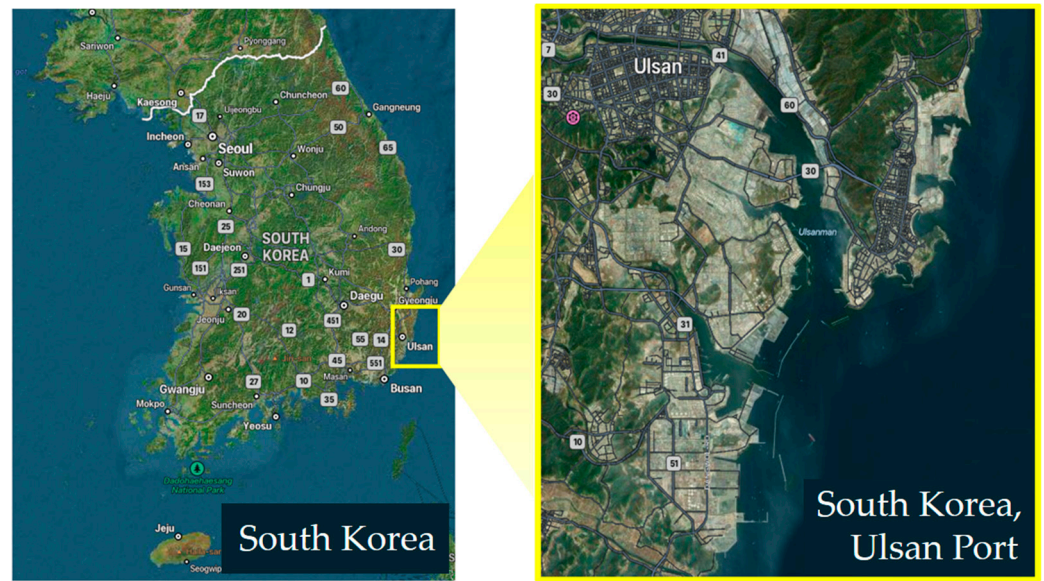 Sariwon
Pyonggang
Haeju
Kaesong
60
Chuncheon
17
Uijeongbu
Gangneung
50
Incheon
Seoul
65
Wonju
Ansan
Suwon
153
Chungju
Cheonan
25
Andong
SOUTH
KOREA
15
Daejeon
30
151
251
1
Kumi
Pohang
Gunsan
Iksan
Daegu
Gyeongju
20
Jeonju
451
12
55
14
Ulsan
45
551
Gwangju
27
10
Masan
Busan
Mokpo
Suncheon
35
Yeosu
Dadohaehaesang
National Park
Jeju
Seogwip
S
South Korea
7
41
Ulsan
30
60
30
Ulsanman
31
10
51
South Korea,
Ulsan Port